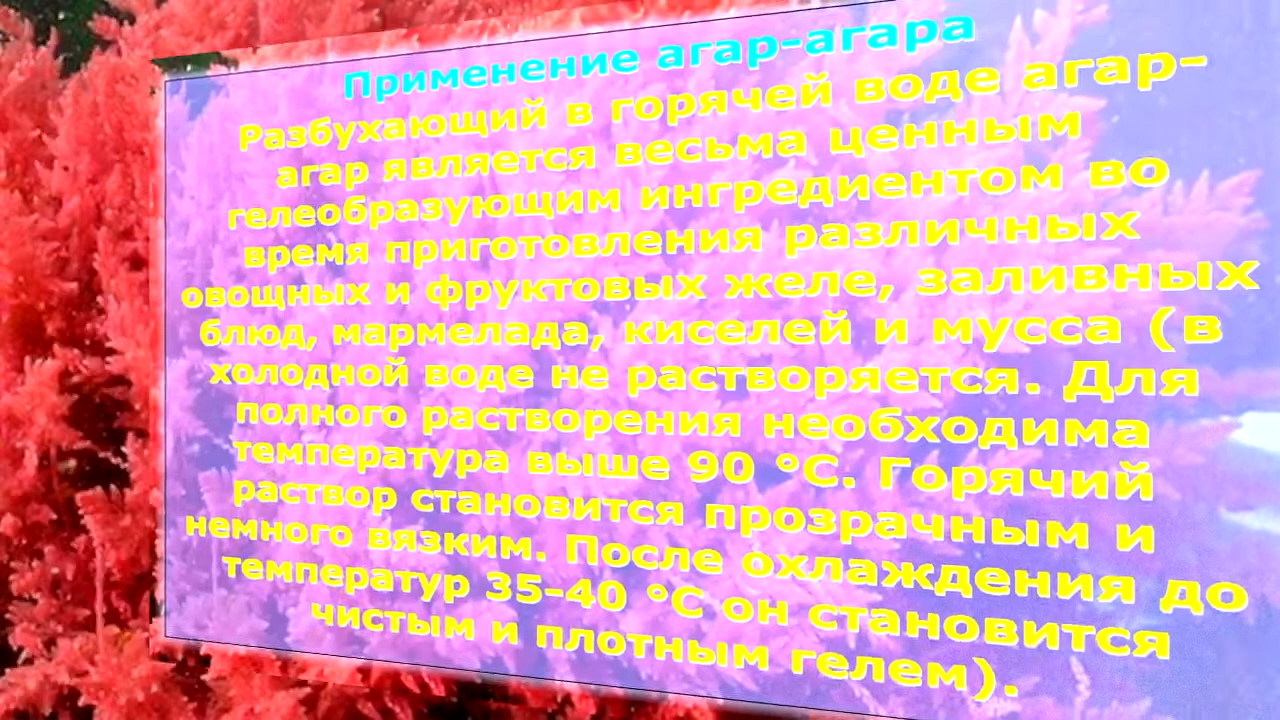 Применение агар-агара
Разбухающий в горячей воде агар-
агар является весьма ценным
гелеобразующим ингредиентом во
время приготовления различных
овощных и фруктовых желе, заливных
блюд, мармелада, киселей и мусса (в
холодной воде не растворяется. Для
полного растворения необходима
температура выше 90 °C. Горячий
раствор становится прозрачным и
немного вязким. После охлаждения до
температур 35-40 °C он становится
чистым и плотным гелем).